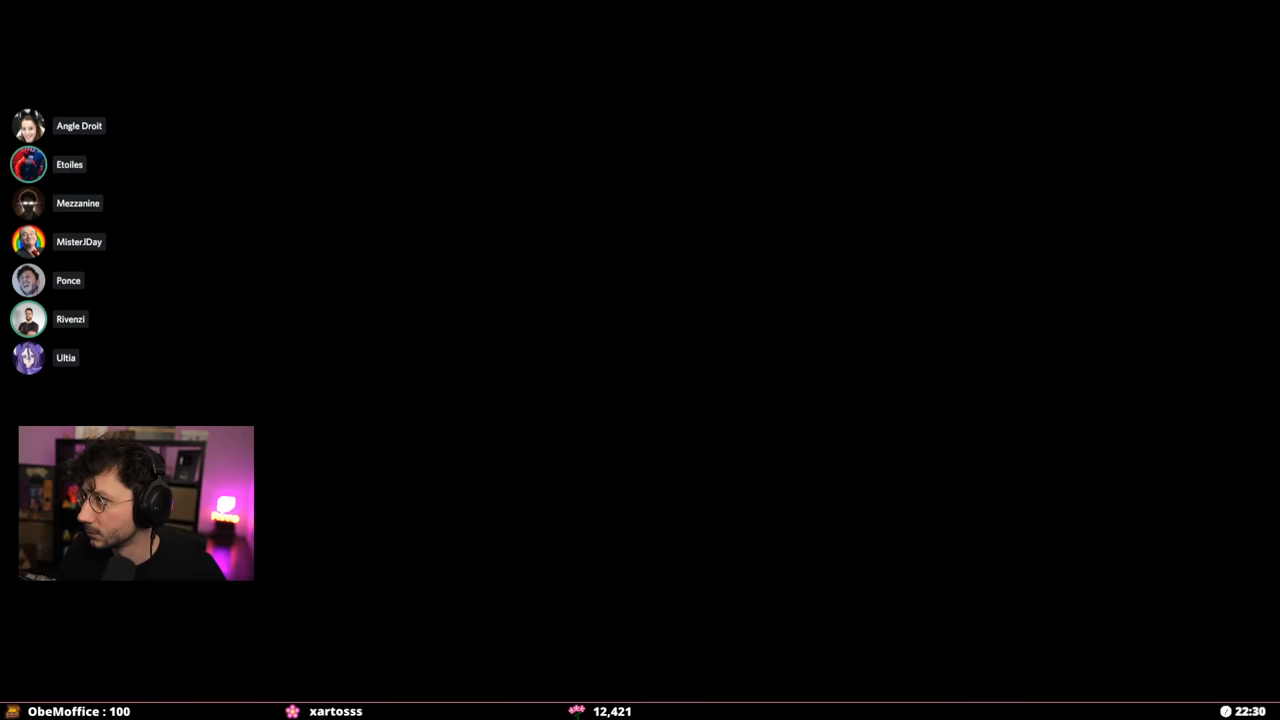 Angle Droit
Etoiles
Mezzanine
MisterJDay
Ponce
Rivenzi
Ultia
ObeMoffice : 100
xartosss
12,421
22:30